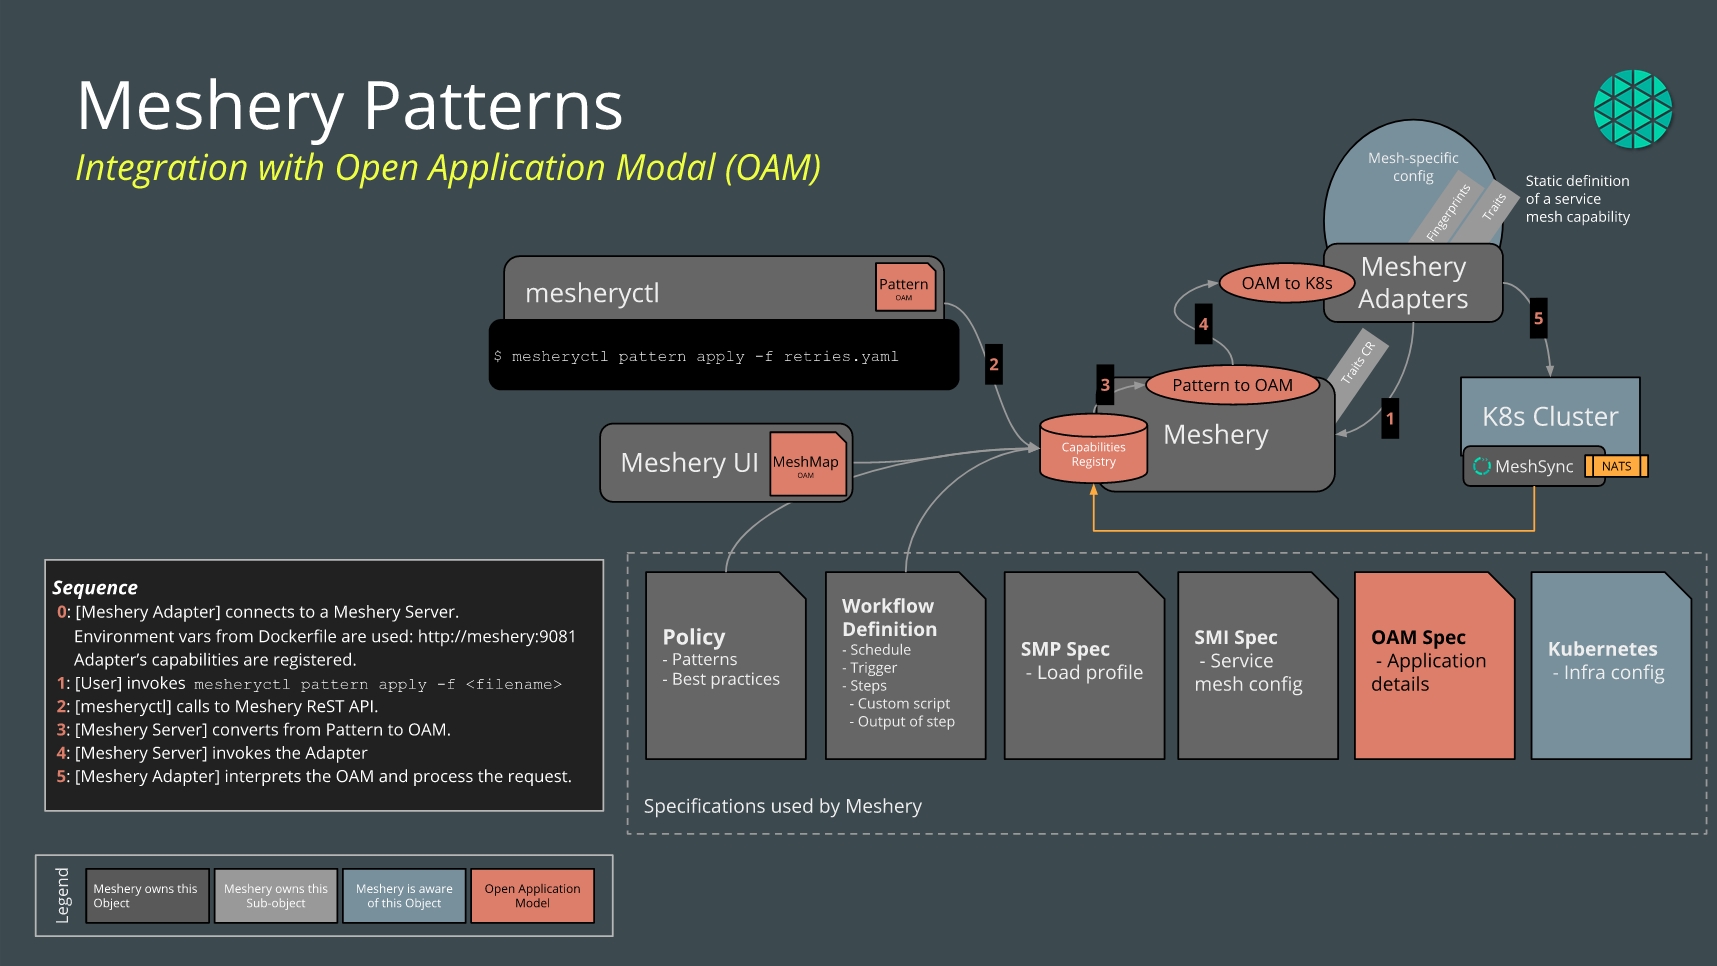 Meshery Patterns
Integration with Open Application Modal (OAM)
Mesh-specific
config
Fingerprints
Traits
Static definition
of a service
mesh capability
Meshery
Adapters
OAM to K8s
mesheryctl
Pattern
OAM
$ mesheryctl pattern apply -f retries.yaml
2
4
5
3
1
Traits CR
Pattern to OAM
Meshery
Capabilities
Registry
K8s Cluster
MeshSync
NATS
Meshery UI
MeshMap
OAM
Sequence
0: [Meshery Adapter] connects to a Meshery Server.
Environment vars from Dockerfile are used: http://meshery:9081
Adapter's capabilities are registered.
1: [User] invokes mesheryctl pattern apply -f <filename>
2: [mesheryctl] calls to Meshery ReST API.
3: [Meshery Server] converts from Pattern to OAM.
4: [Meshery Server] invokes the Adapter
5: [Meshery Adapter] interprets the OAM and process the request.
Policy
- Patterns
- Best practices
Workflow
Definition
- Schedule
- Trigger
- Steps
- Custom script
- Output of step
SMP Spec
- Load profile
SMI Spec
- Service
mesh config
OAM Spec
- Application
details
Kubernetes
- Infra config
Specifications used by Meshery
Legend
Meshery owns this
Object
Meshery owns this
Sub-object
Meshery is aware
of this Object
Open Application
Model